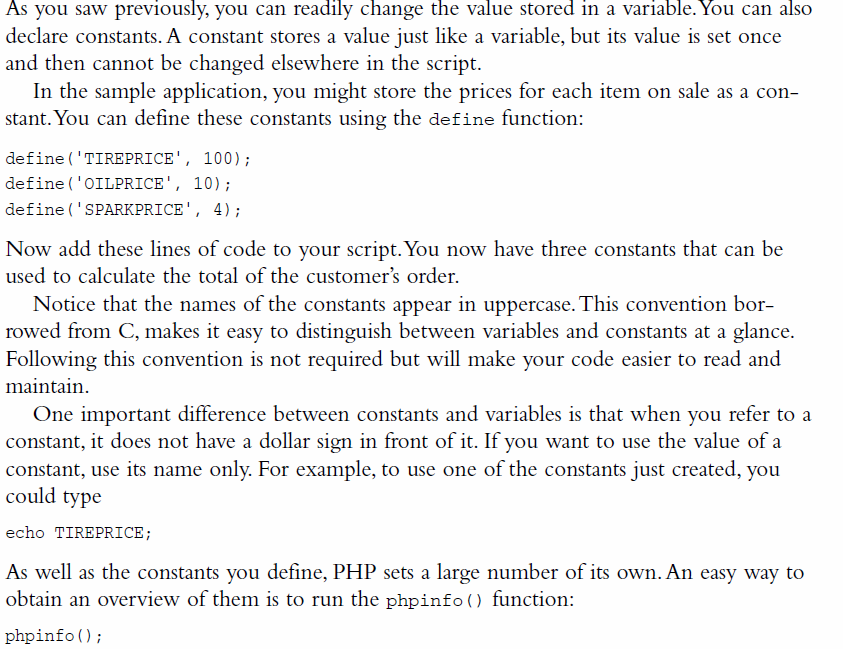 As you saw previously, you can readily change the value stored in a variable. You can also
declare constants. A constant stores a value just like a variable, but its value is set once
and then cannot be changed elsewhere in the script.
In the sample application, you might store the prices for each item on sale as a con-
stant. You can define these constants using the define function:
define('TIREPRICE', 100);
define('OILPRICE', 10);
define('SPARKPRICE', 4);
Now add these lines of code to your script. You now have three constants that can be
used to calculate the total of the customer's order.
Notice that the names of the constants appear in uppercase. This convention bor-
rowed from C, makes it easy to distinguish between variables and constants at a glance.
Following this convention is not required but will make your code easier to read and
maintain.
One important difference between constants and variables is that when you refer to a
constant, it does not have a dollar sign in front of it. If you want to use the value of a
constant, use its name only. For example, to use one of the constants just created, you
could type
echo TIREPRICE;
As well as the constants you define, PHP sets a large number of its own. An easy way to
obtain an overview of them is to run the phpinfo() function:
phpinfo();